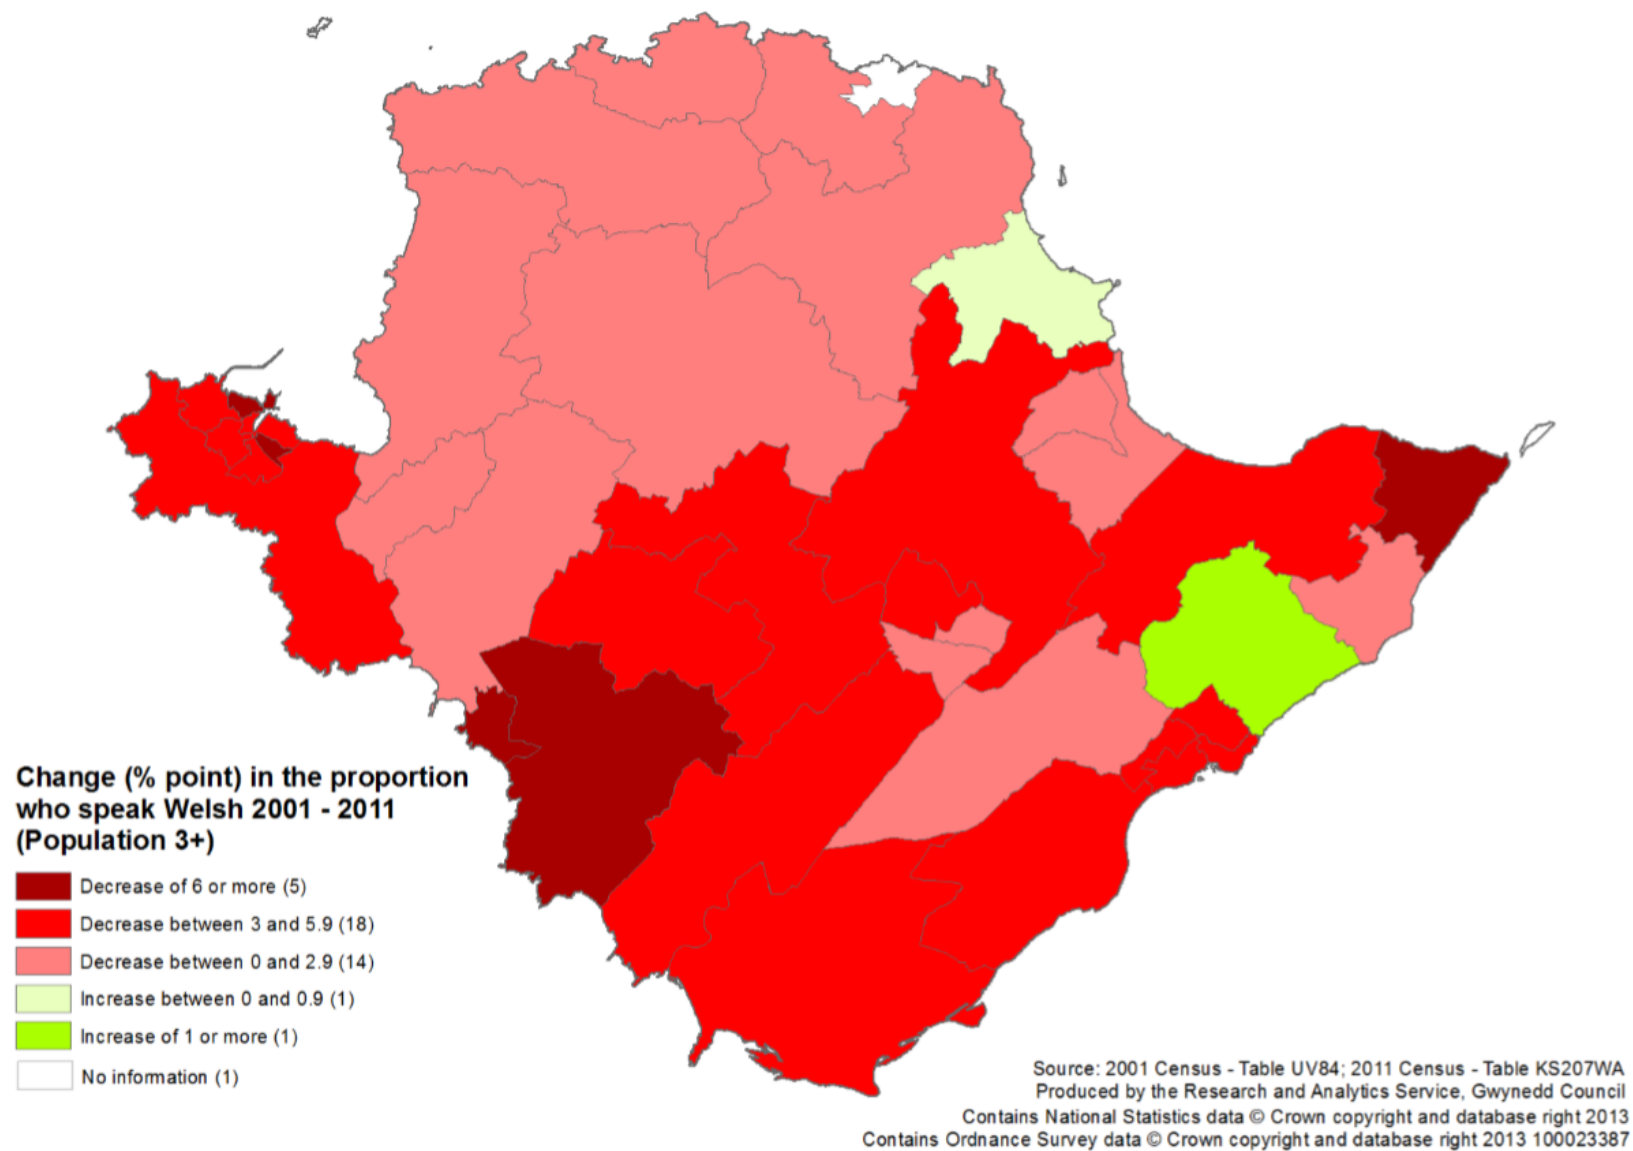 Change (% point) in the proportion
who speak Welsh 2001 - 2011
(Population 3+)
Decrease of 6 or more (5)
Decrease between 3 and 5.9 (18)
Decrease between 0 and 2.9 (14)
Increase between 0 and 0.9 (1)
Increase of 1 or more (1)
No information (1)
Source: 2001 Census - Table UV84; 2011 Census - Table KS207WA
Produced by the Research and Analytics Service, Gwynedd Council
Contains National Statistics data © Crown copyright and database right 2013
Contains Ordnance Survey data © Crown copyright and database right 2013 100023387